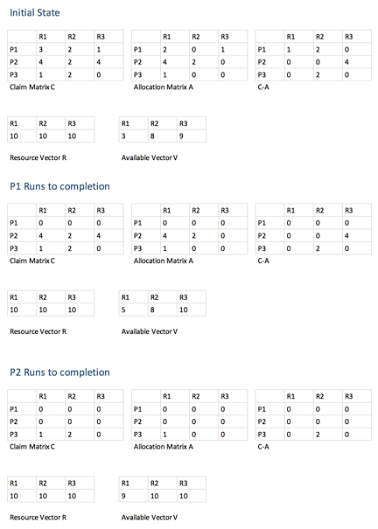 Initial State
R1 R2 R3 R1 R2 R3 R1 R2 R3
P1 3 2 1 P1 2 0 1 P1 1 2 0
P2 4 2 4 P2 4 2 0 P2 0 0 4
P3 1 2 0 P3 1 0 0 P3 0 2 0
Claim Matrix C Allocation Matrix A C-A
R1 R2 R3 R1 R2 R3
10 10 10 3 8 9
Resource Vector R Available Vector V
P1 Runs to completion
R1 R2 R3 R1 R2 R3 R1 R2 R3
P1 0 0 0 P1 0 0 0 P1 0 0 0
P2 4 2 4 P2 4 2 0 P2 0 0 4
P3 1 2 0 P3 1 0 0 P3 0 2 0
Claim Matrix C Allocation Matrix A C-A
R1 R2 R3 R1 R2 R3
10 10 10 5 8 10
Resource Vector R Available Vector V
P2 Runs to completion
R1 R2 R3 R1 R2 R3 R1 R2 R3
P1 0 0 0 P1 0 0 0 P1 0 0 0
P2 0 0 0 P2 0 0 0 P2 0 0 0
P3 1 2 0 P3 1 0 0 P3 0 2 0
Claim Matrix C Allocation Matrix A C-A
R1 R2 R3 R1 R2 R3
10 10 10 9 10 10
Resource Vector R Available Vector V